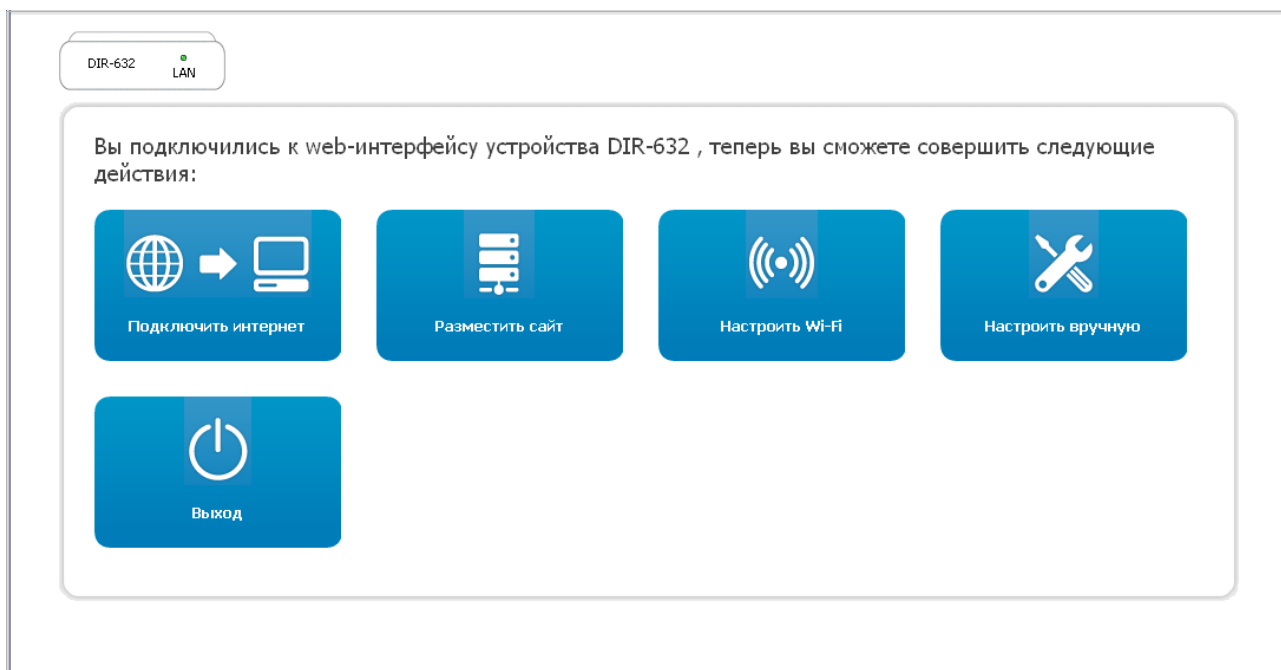 DIR-632
LAN
Вы подключились к web-интерфейсу устройства DIR-632 , теперь вы сможете совершить следующие
действия:
Подключить интернет
Разместить сайт
Настроить Wi-Fi
Настроить вручную
Выход